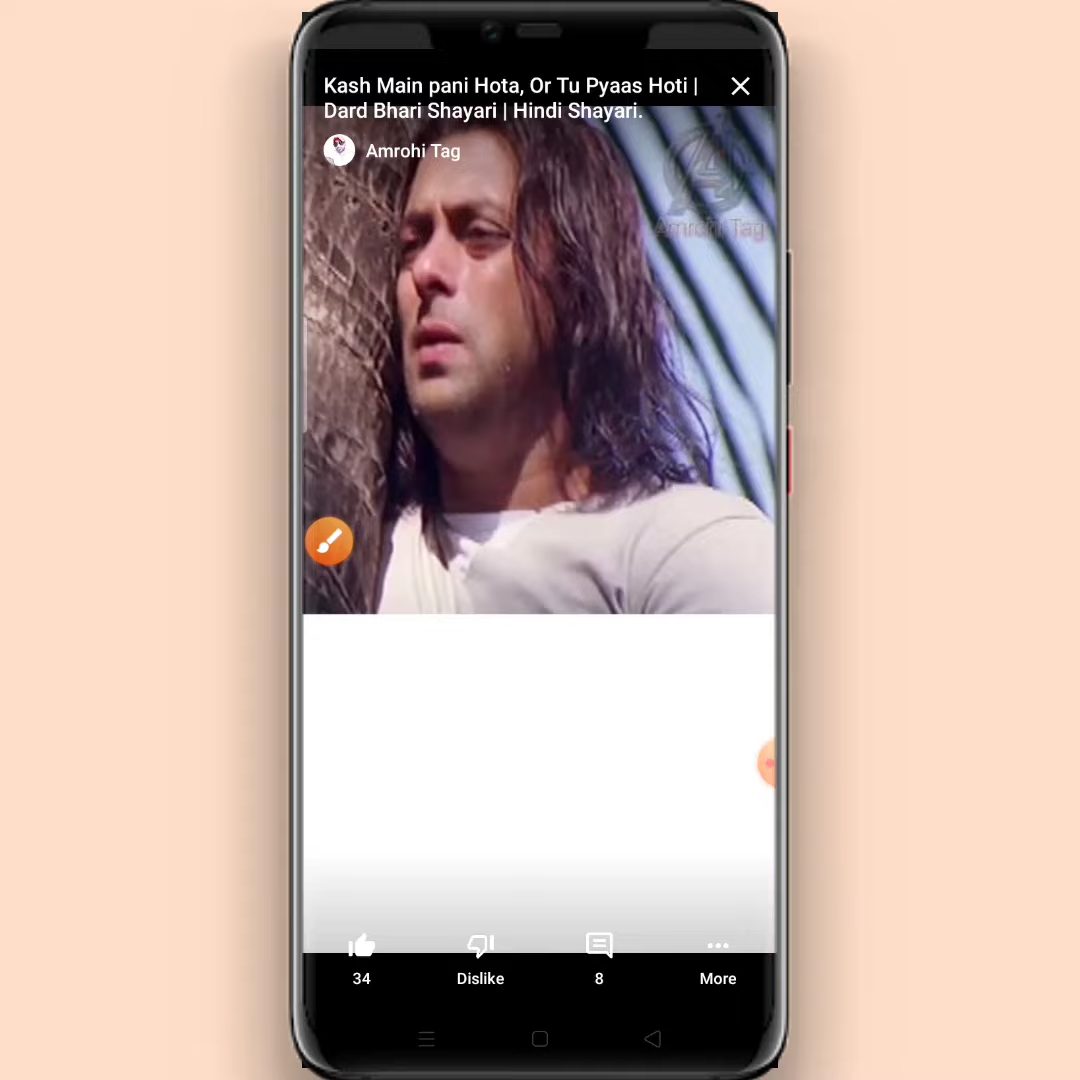 Kash Main pani Hota, Or Tu Pyaas Hoti |
Dard Bhari Shayari | Hindi Shayari.
Amrohi Tag
Amrohi Tag
34
Dislike
8
More